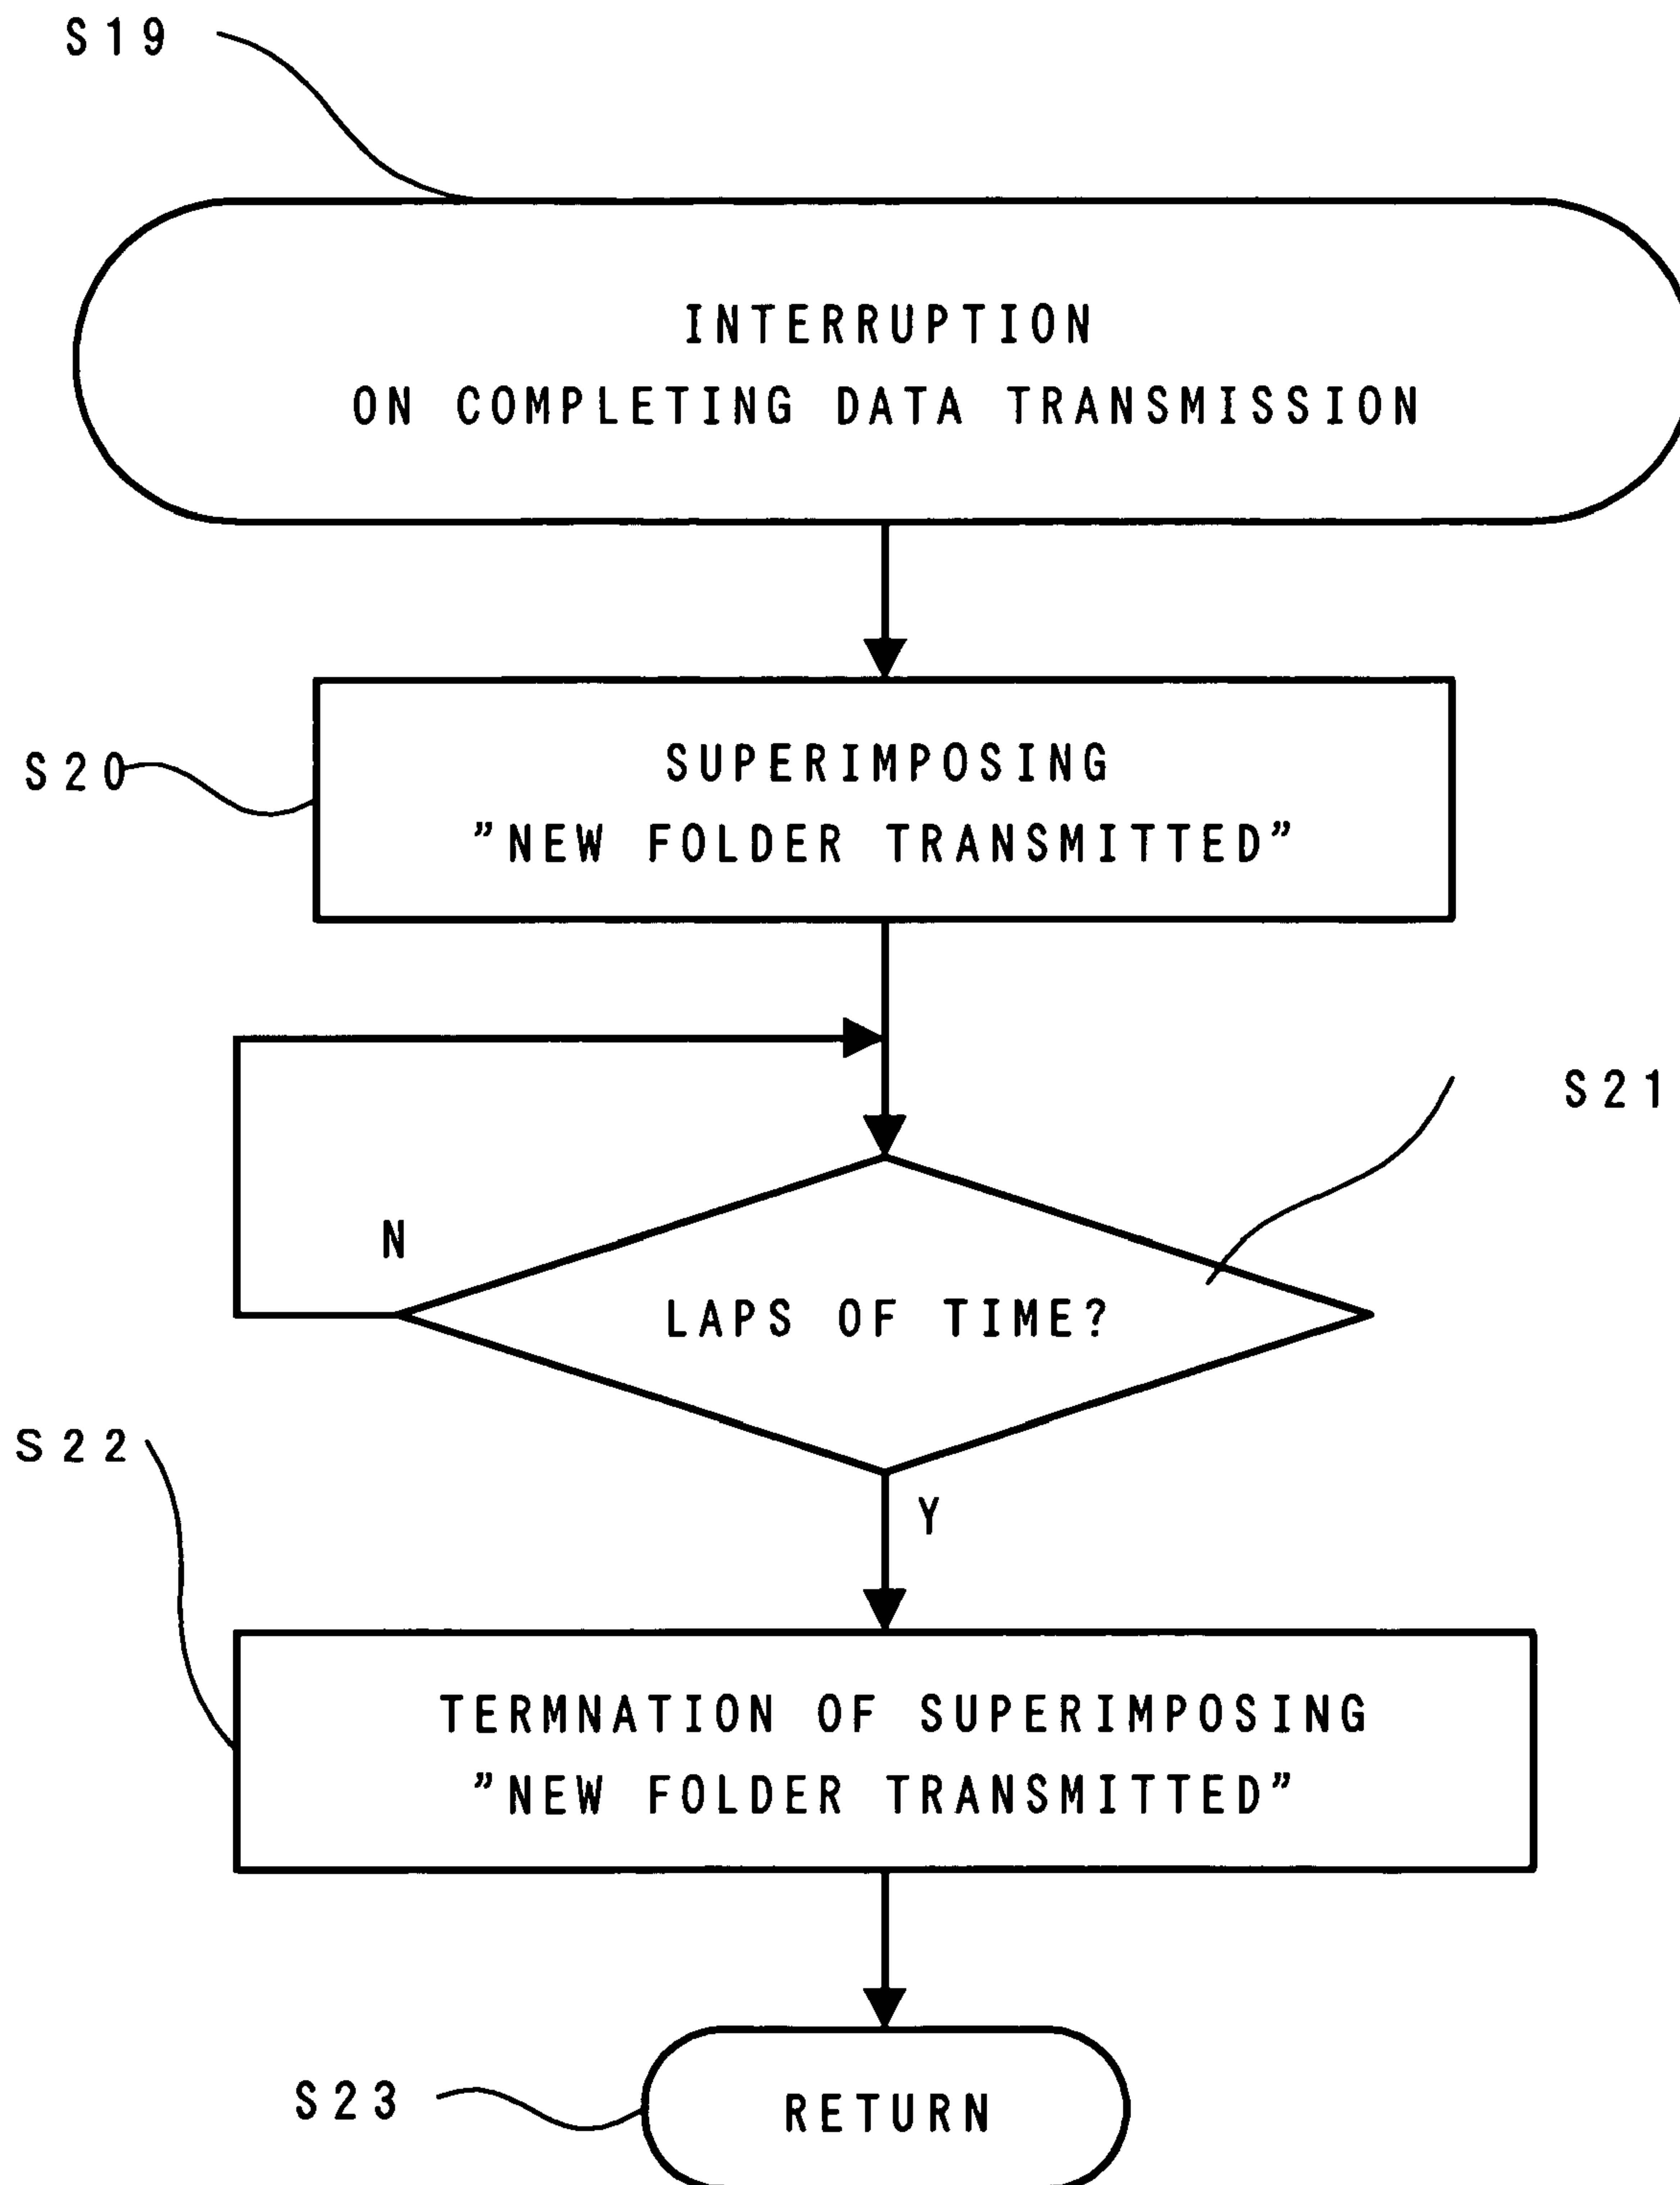 S19
INTERRUPTION
ON COMPLETING DATA TRANSMISSION
S20
SUPERIMPOSING
”NEW FOLDER TRANSMITTED”
S21
N
LAPS OF TIME?
S22
Y
TERMNATION OF SUPERIMPOSING
”NEW FOLDER TRANSMITTED”
S23
RETURN